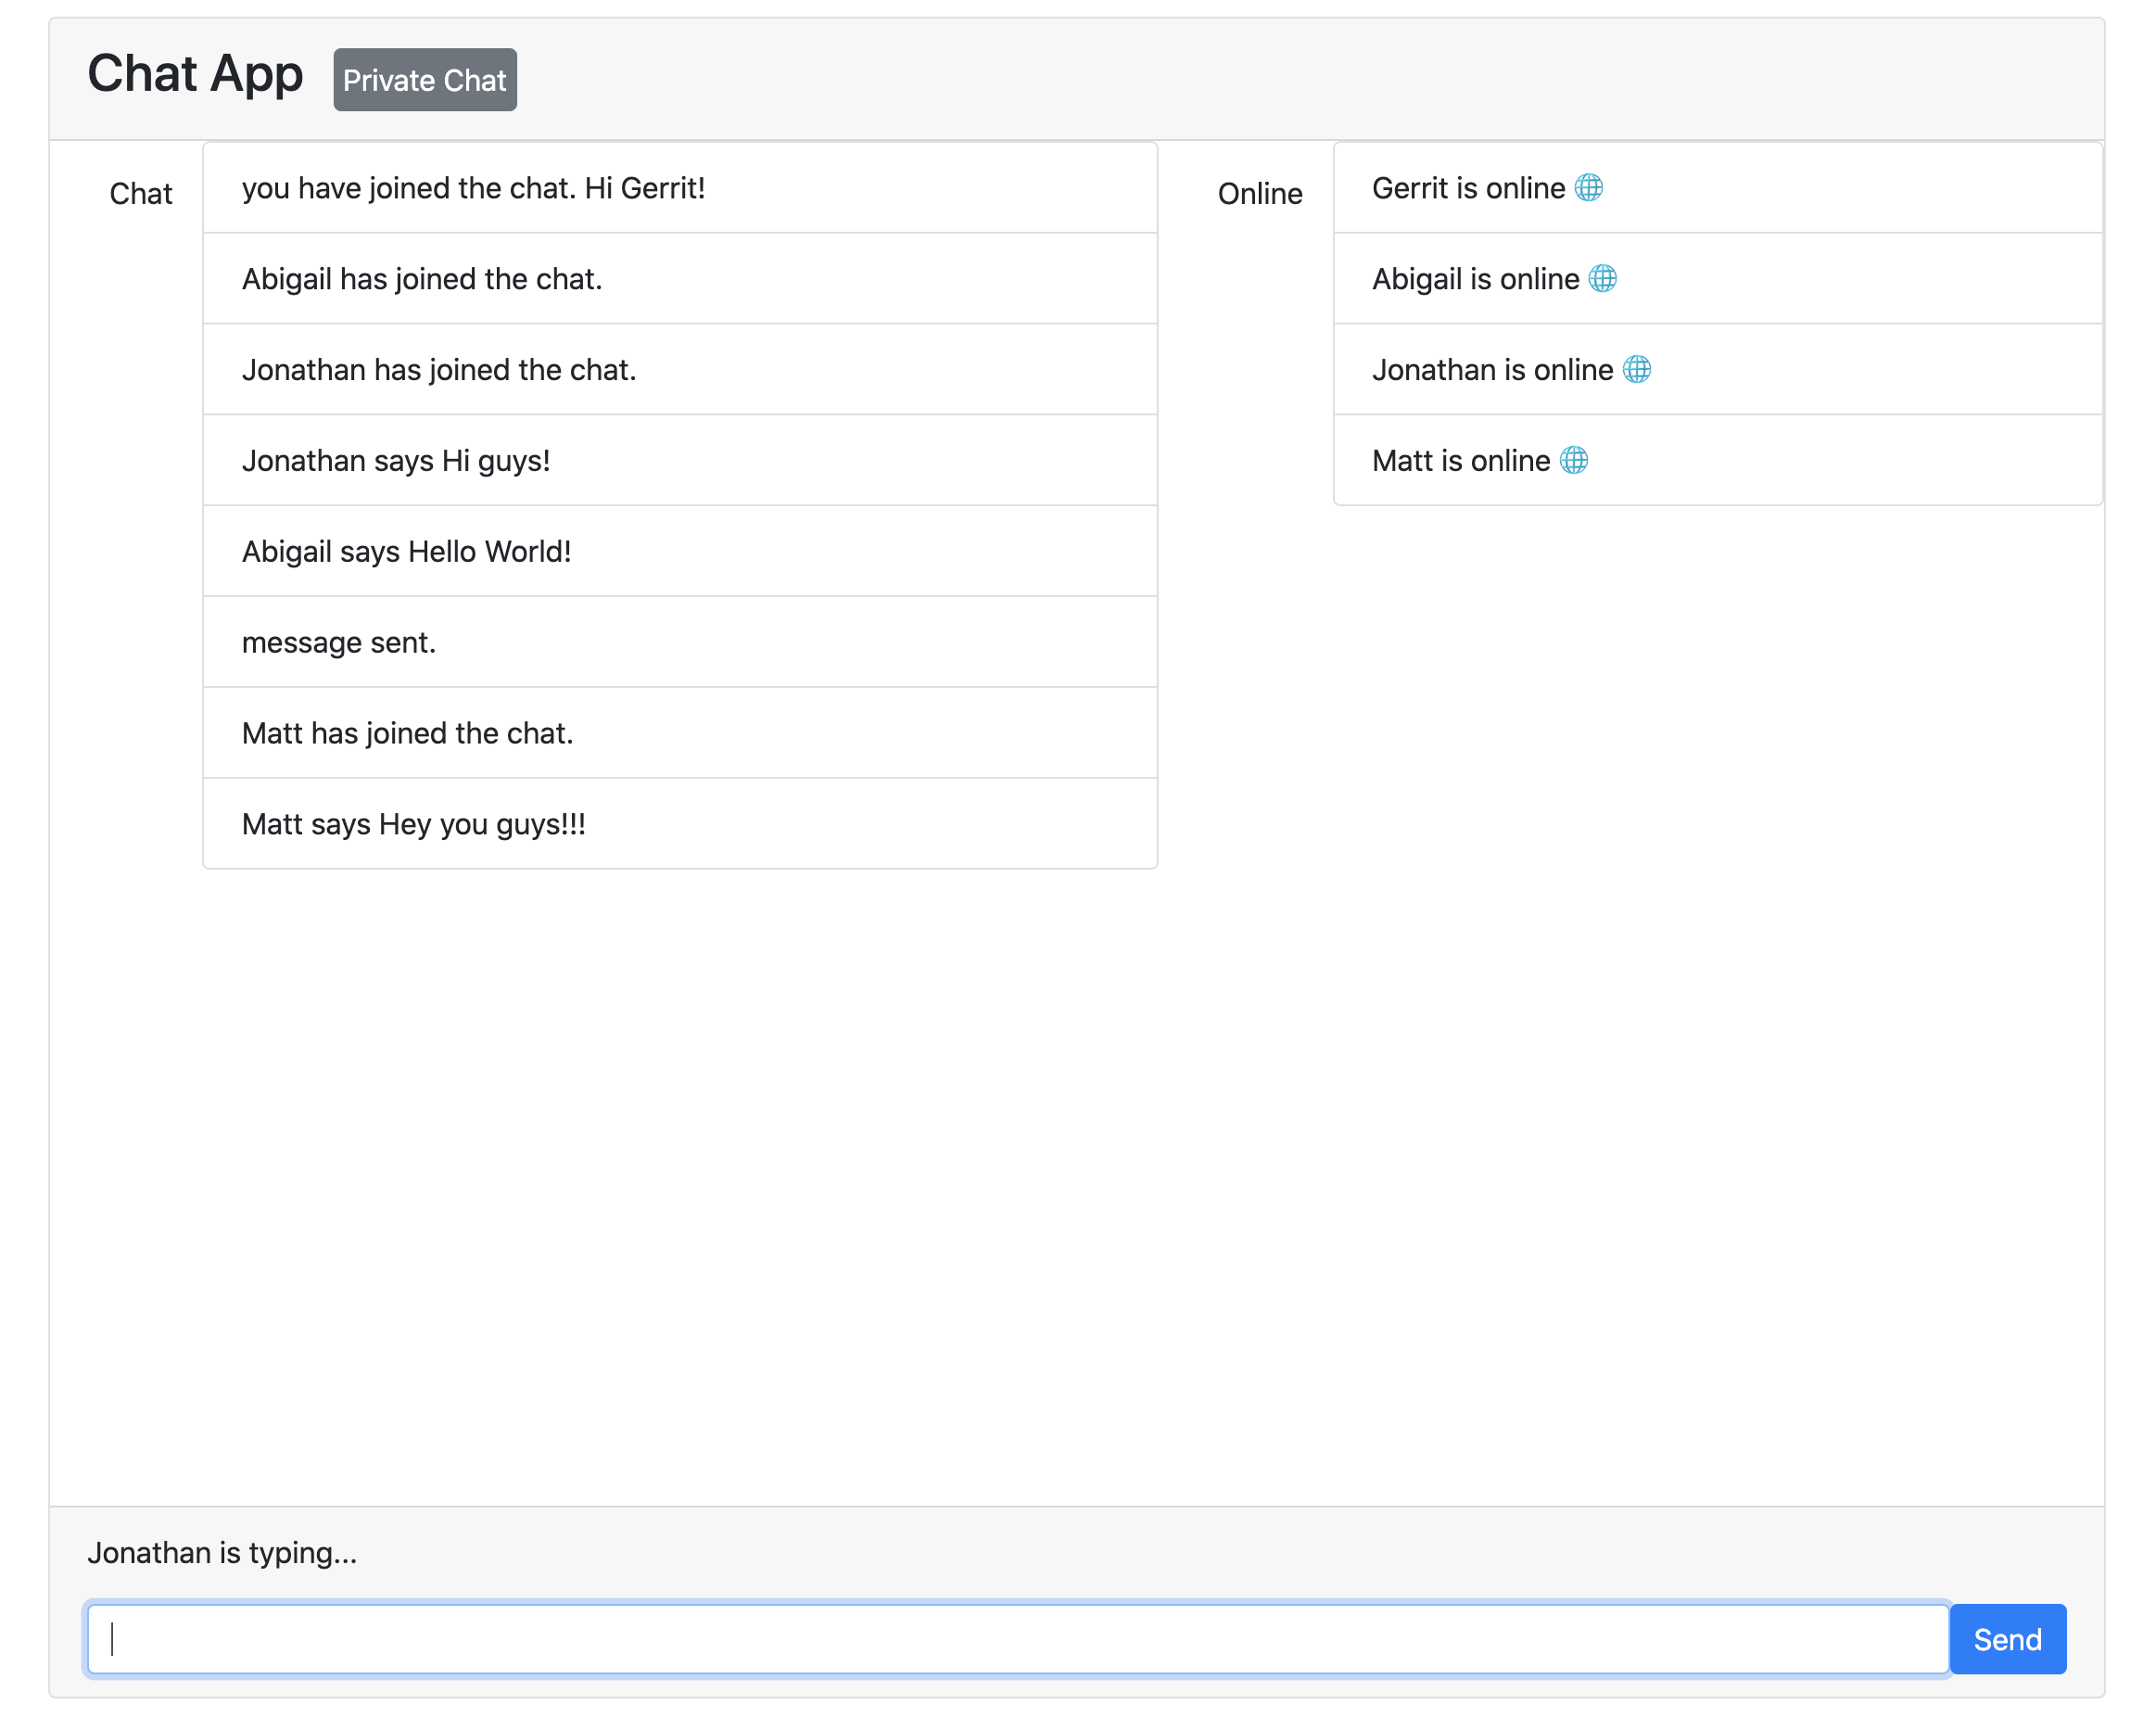 Chat App
Private Chat
Chat
you have joined the chat. Hi Gerrit!
Abigail has joined the chat.
Jonathan has joined the chat.
Jonathan says Hi guys!
Abigail says Hello World!
message sent.
Matt has joined the chat.
Matt says Hey you guys!!!
Online
Gerrit is online 🌐
Abigail is online 🌐
Jonathan is online 🌐
Matt is online 🌐
Jonathan is typing...
Send